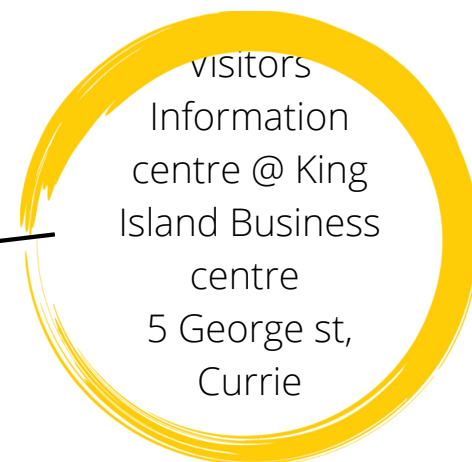 Visitors
Information
centre @ King
Island Business
centre
5 George st,
Currie